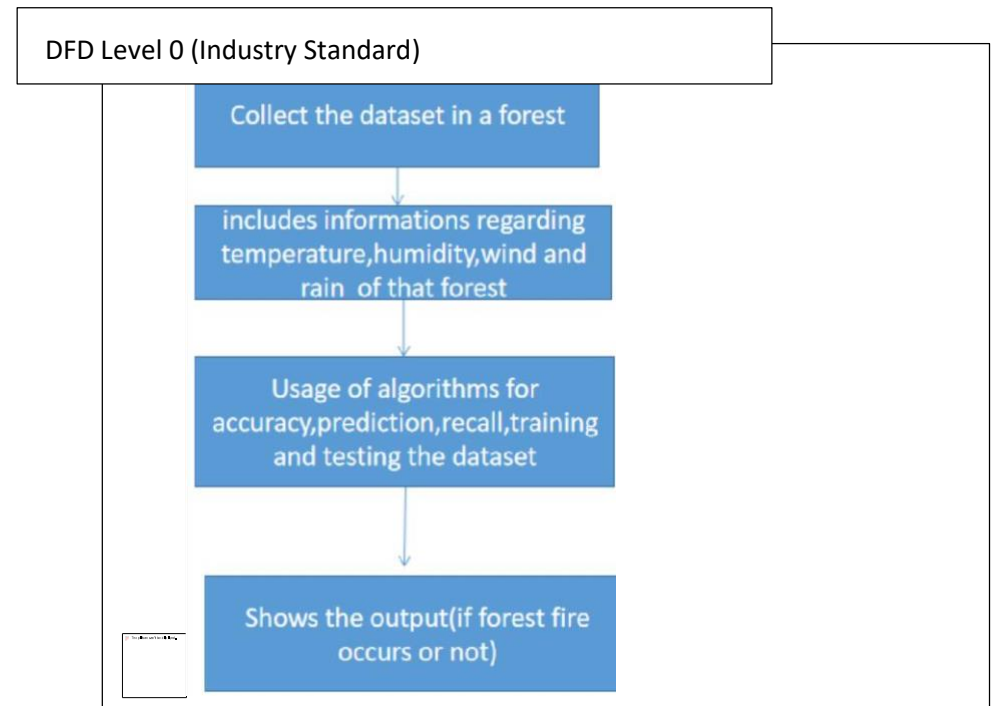 DFD Level 0 (Industry Standard)
Collect the dataset in a forest
includes informations regarding
temperature,humidity,wind and
rain of that forest
Usage of algorithms for
accuracy,prediction,recall,training
and testing the dataset
Shows the output(if forest fire
occurs or not)